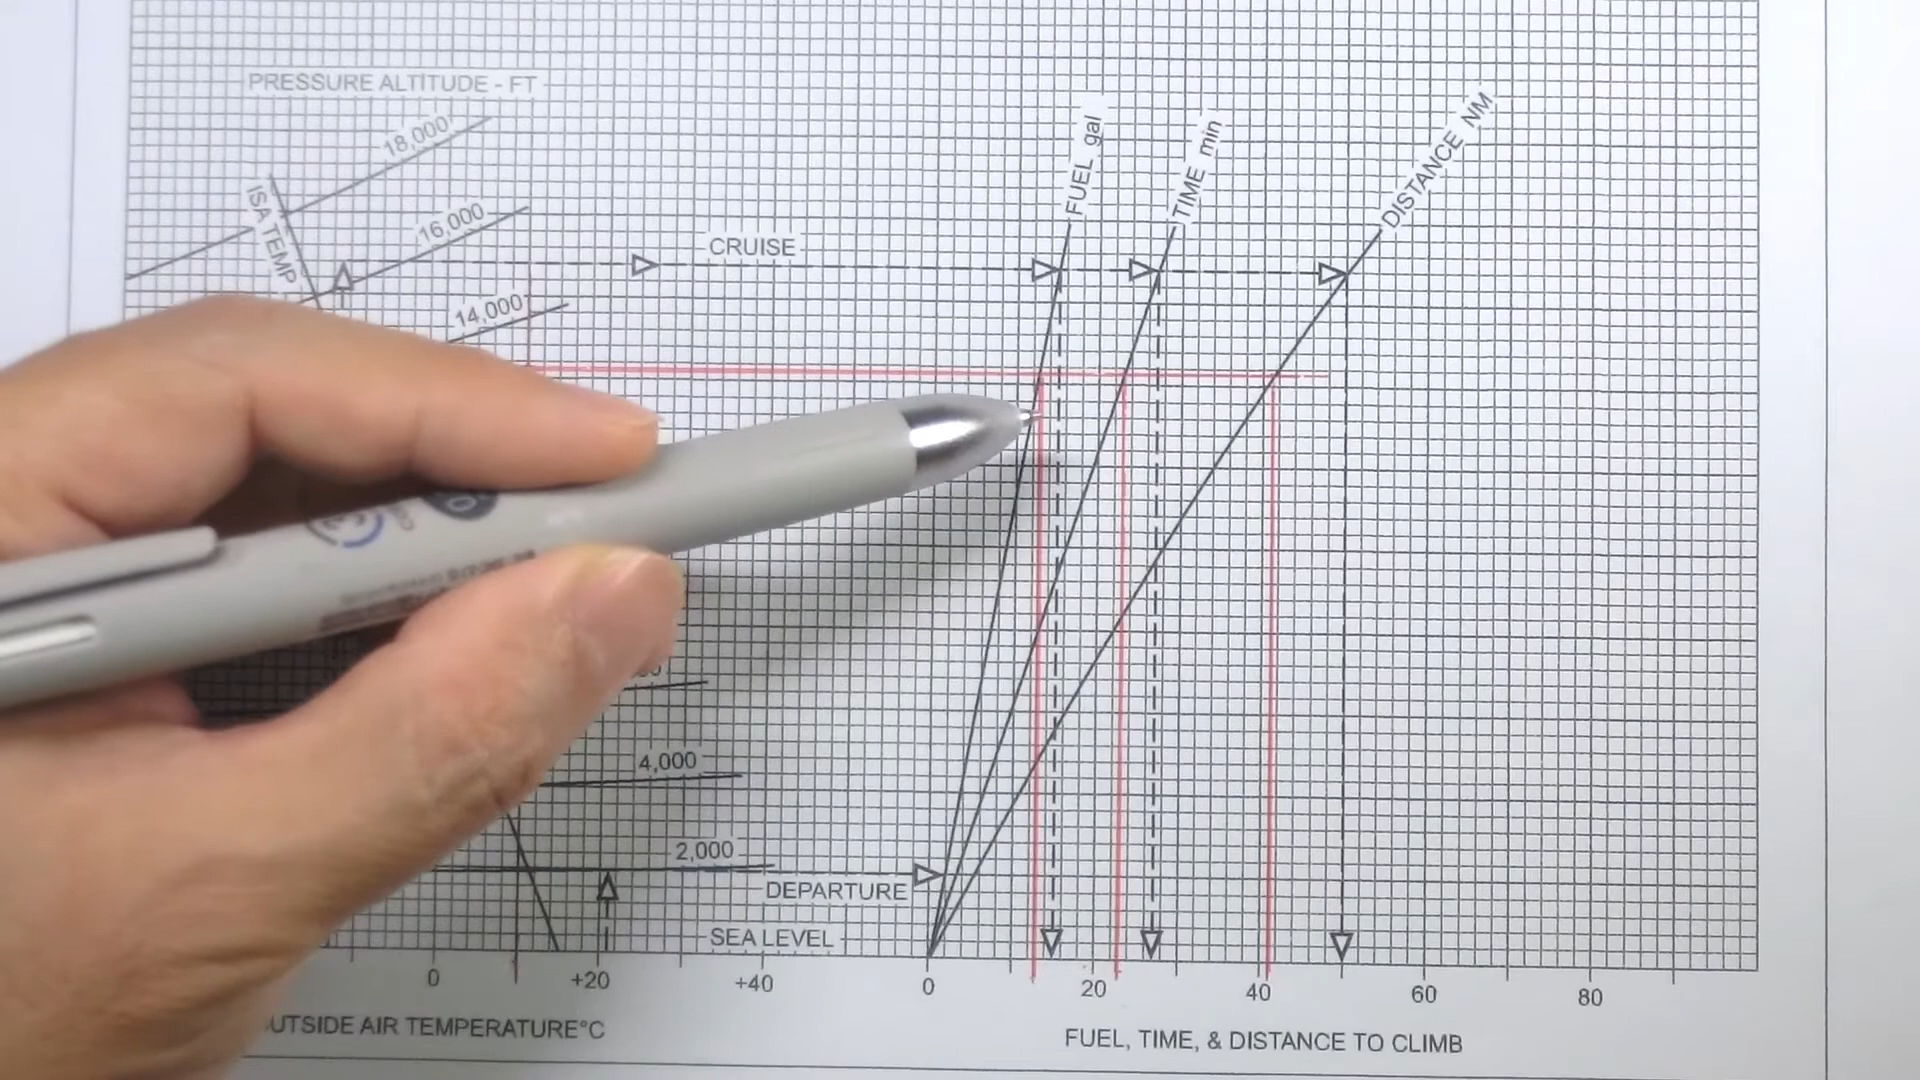 PRESSURE ALTITUDE - FT
18,000
ISA TEMP
16,000
14,000
CRUISE
FUEL gal
TIME min
DISTANCE NM
4,000
2,000
DEPARTURE
SEA LEVEL
0 +20 +40 0 20 40 60 80
AIR TEMPERATURE°C
FUEL, TIME, & DISTANCE TO CLIMB